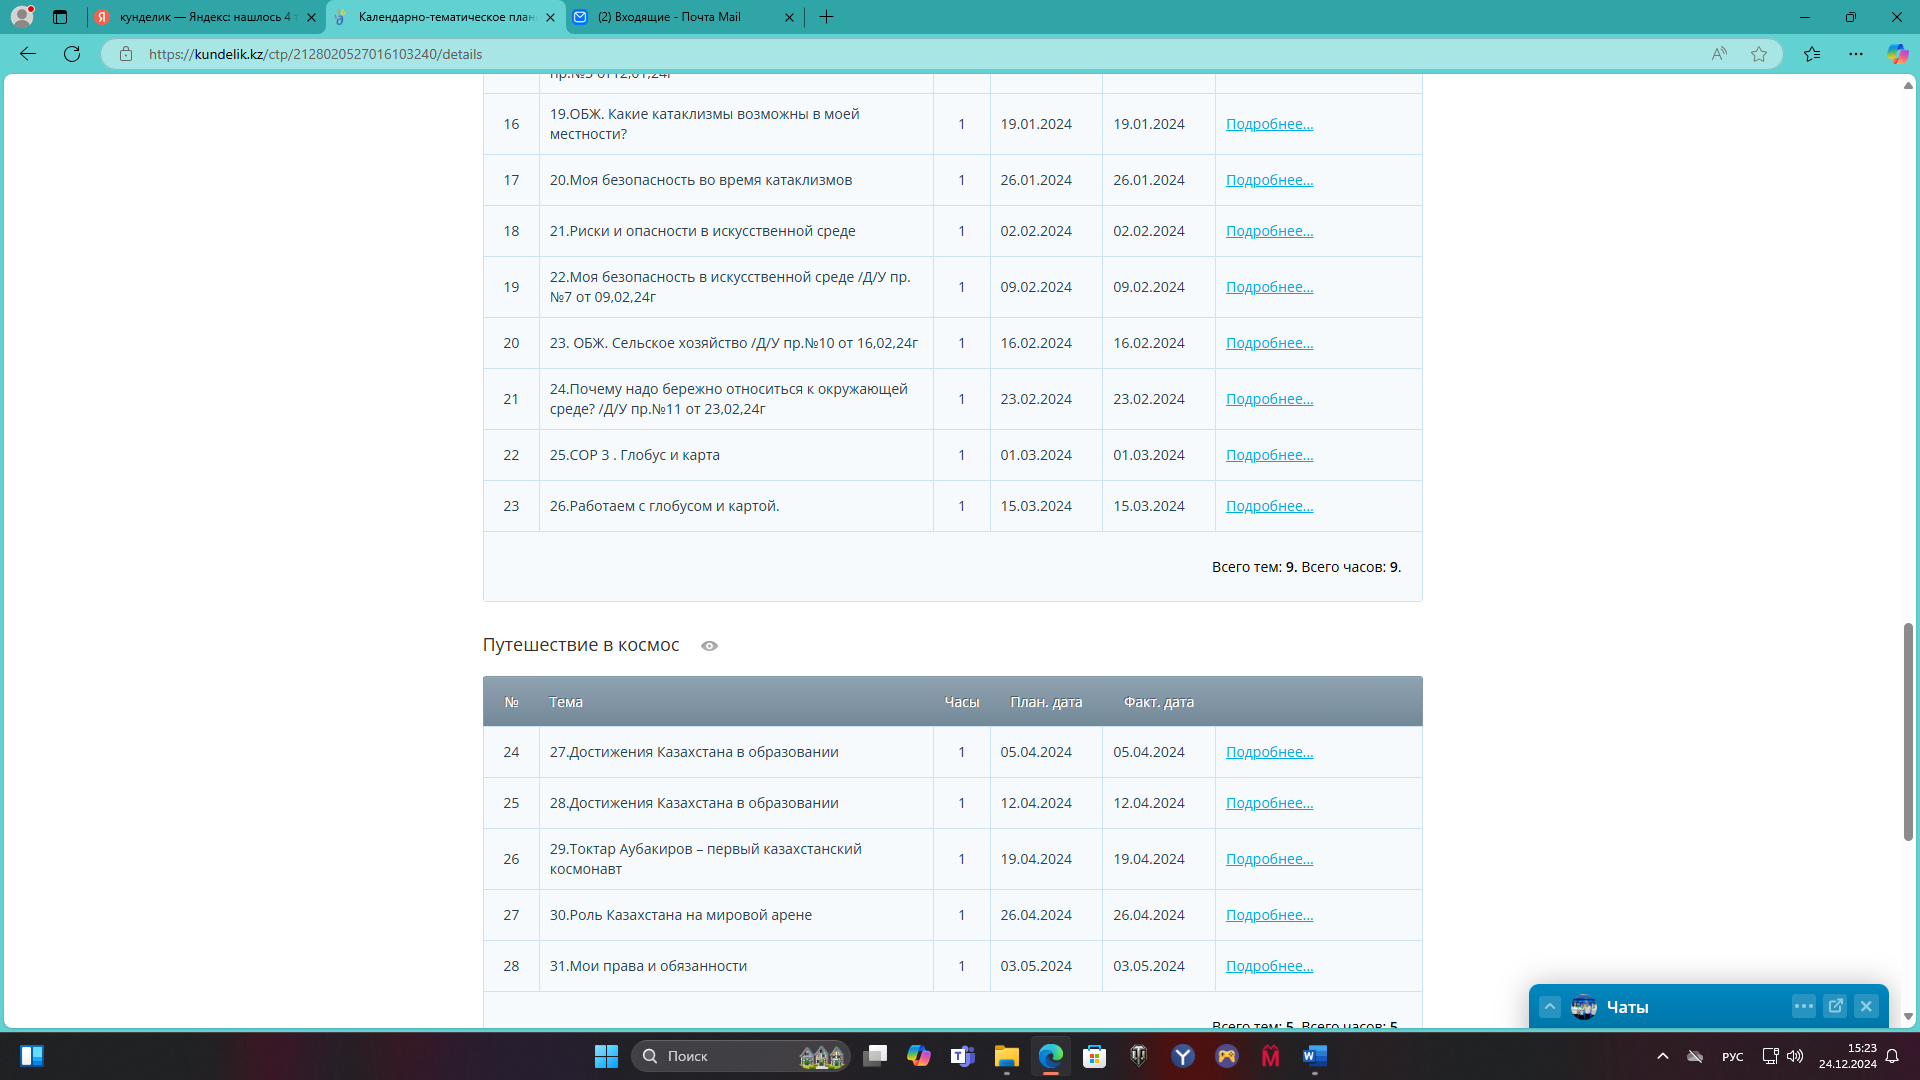 кунделик — Яндекс: нашлось 4 т
Календарно-тематическое план
(2) Входящие - Почта Mail
https://kundelik.kz/ctp/2128020527016103240/details
16 19.ОБЖ. Какие катаклизмы возможны в моей местности? 1 19.01.2024 19.01.2024 Подробнее...
17 20.Моя безопасность во время катаклизмов 1 26.01.2024 26.01.2024 Подробнее...
18 21.Риски и опасности в искусственной среде 1 02.02.2024 02.02.2024 Подробнее...
19 22.Моя безопасность в искусственной среде /Д/У пр.№7 от 09,02,24г 1 09.02.2024 09.02.2024 Подробнее...
20 23. ОБЖ. Сельское хозяйство /Д/У пр.№10 от 16,02,24г 1 16.02.2024 16.02.2024 Подробнее...
21 24.Почему надо бережно относиться к окружающей среде? /Д/У пр.№11 от 23,02,24г 1 23.02.2024 23.02.2024 Подробнее...
22 25.СОР 3 . Глобус и карта 1 01.03.2024 01.03.2024 Подробнее...
23 26.Работаем с глобусом и картой. 1 15.03.2024 15.03.2024 Подробнее...
Всего тем: 9. Всего часов: 9.
Путешествие в космос
№ Тема Часы План. дата Факт. дата
24 27.Достижения Казахстана в образовании 1 05.04.2024 05.04.2024 Подробнее...
25 28.Достижения Казахстана в образовании 1 12.04.2024 12.04.2024 Подробнее...
26 29.Токтар Аубакиров – первый казахстанский космонавт 1 19.04.2024 19.04.2024 Подробнее...
27 30.Роль Казахстана на мировой арене 1 26.04.2024 26.04.2024 Подробнее...
28 31.Мои права и обязанности 1 03.05.2024 03.05.2024 Подробнее...
Всего тем: 5. Всего часов: 5.
Чаты
Поиск
РУС
15:23
24.12.2024